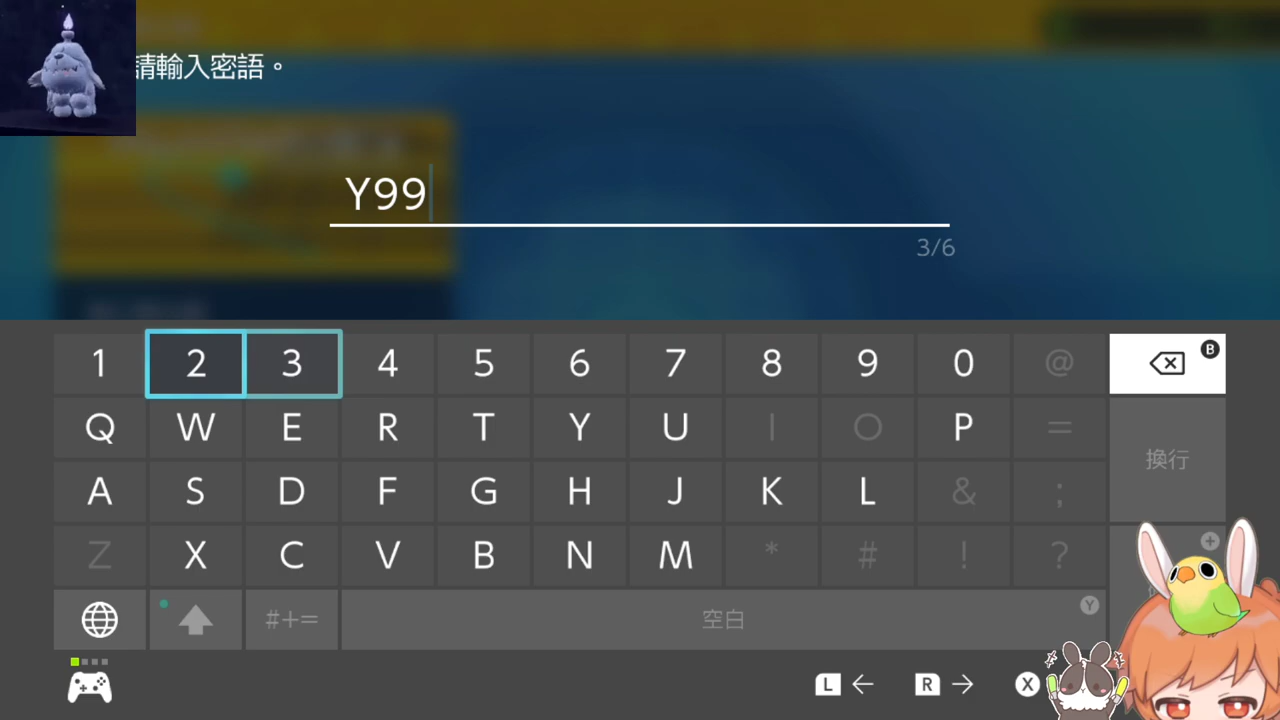 請輸入密語。
Y99
3/6
1 2 3 4 5 6 7 8 9 0 @ B
Q W E R T Y U I O P =
換行
A S D F G H J K L & ;
Z X C V B N M * # ! ? +
#+= 空白 Y
L ← R → X